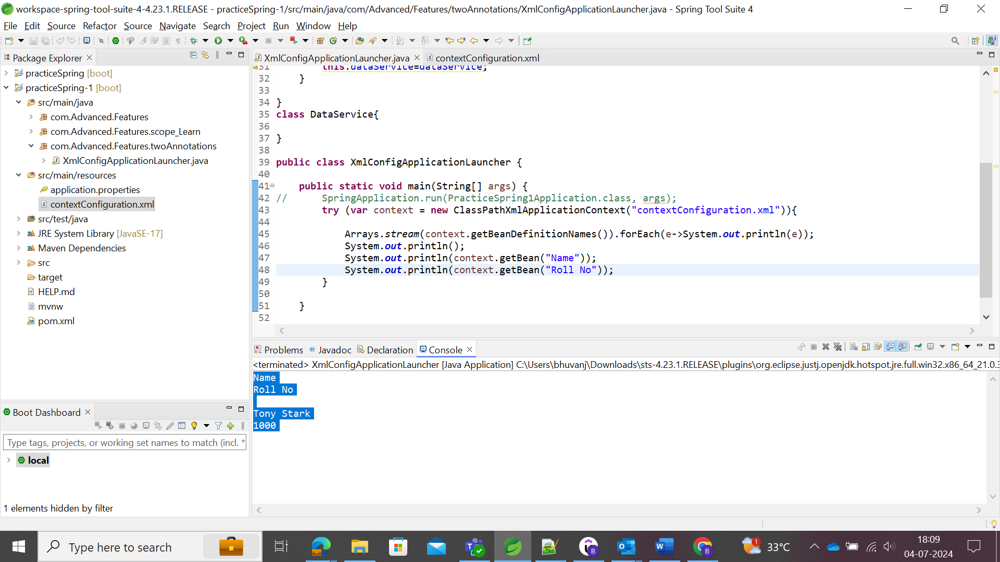 workspace-spring-tool-suite-4-4.23.1.RELEASE - practiceSpring-1/src/main/java/com/Advanced/Features/twoAnnotations/XmlConfigApplicationLauncher.java - Spring Tool Suite 4
File Edit Source Refactor Source Navigate Search Project Run Window Help
Package Explorer
practiceSpring [boot]
practiceSpring-1 [boot]
src/main/java
com.Advanced.Features
com.Advanced.Features.scope_Learn
com.Advanced.Features.twoAnnotations
XmlConfigApplicationLauncher.java
src/main/resources
application.properties
contextConfiguration.xml
src/test/java
JRE System Library [JavaSE-17]
Maven Dependencies
src
target
HELP.md
mvnw
pom.xml
Boot Dashboard
Type tags, projects, or working set names to match (incl. *
local
1 elements hidden by filter
XmlConfigApplicationLauncher.java contextConfiguration.xml
31 this.dataService=dataService;
32 }
33
34 }
35 class DataService{
36
37 }
38
39 public class XmlConfigApplicationLauncher {
40
41 public static void main(String[] args) {
42 // SpringApplication.run(PracticeSpring1Application.class, args);
43 try (var context = new ClassPathXmlApplicationContext("contextConfiguration.xml")){
44
45 Arrays.stream(context.getBeanDefinitionNames()).forEach(e->System.out.println(e));
46 System.out.println();
47 System.out.println(context.getBean("Name"));
48 System.out.println(context.getBean("Roll No"));
49 }
50
51 }
52
Problems Javadoc Declaration Console
<terminated> XmlConfigApplicationLauncher [Java Application] C:\Users\bhuvanj\Downloads\sts-4.23.1.RELEASE\plugins\org.eclipse.justj.openjdk.hotspot.jre.full.win32.x86_64_21.0.3
Name
Roll No
Tony Stark
1000
Type here to search
1
33°C
18:09
04-07-2024